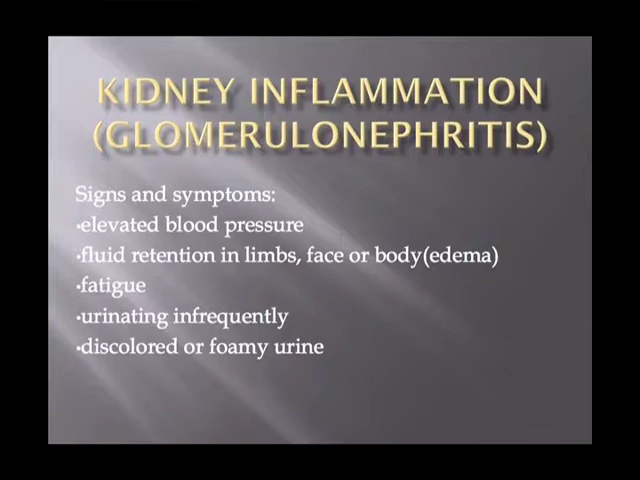 KIDNEY INFLAMMATION
(GLOMERULONEPHRITIS)
Signs and symptoms:
•elevated blood pressure
•fluid retention in limbs, face or body(edema)
•fatigue
•urinating infrequently
•discolored or foamy urine